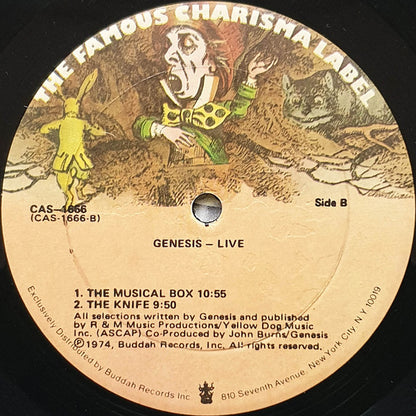 THE FAMOUS CHARISMA LABEL
CAS-1666
(CAS-1666-B)
Side B
GENESIS – LIVE
1. THE MUSICAL BOX 10:55
2. THE KNIFE 9:50
All selections written by Genesis and published
by R & M Music Productions/Yellow Dog Music
Inc. (ASCAP) Co-produced by John Burns/Genesis
Ⓟ1974, Buddah Records, Inc. All rights reserved.
Exclusively Distributed by Buddah Records Inc. 810 Seventh Avenue, New York City N Y 10019